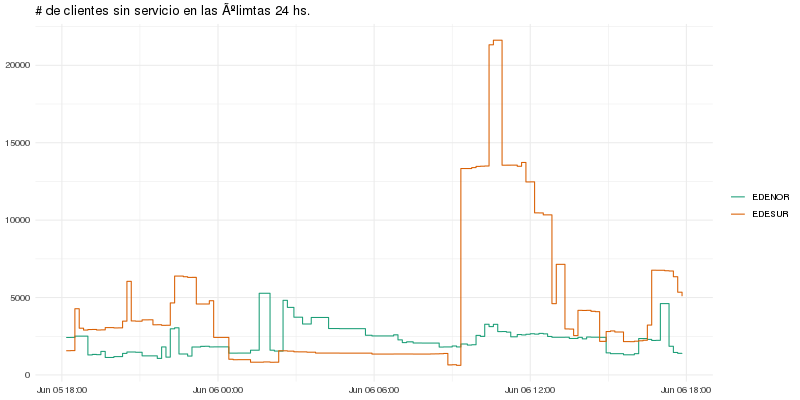 # de clientes sin servicio en las Ãºlimtas 24 hs.
20000
15000
10000
5000
0
Jun 05 18:00
Jun 06 00:00
Jun 06 06:00
Jun 06 12:00
Jun 06 18:00
EDENOR
EDESUR